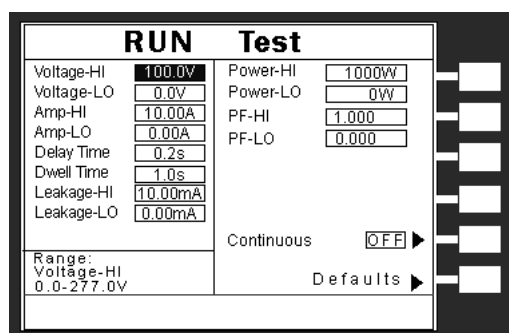 RUN Test
Voltage-HI 100.0V
Voltage-LO 0.0V
Amp-HI 10.00A
Amp-LO 0.00A
Delay Time 0.2s
Dwell Time 1.0s
Leakage-HI 10.00mA
Leakage-LO 0.00mA
Power-HI 1000W
Power-LO 0W
PF-HI 1.000
PF-LO 0.000
Continuous OFF
Defaults
Range:
Voltage-HI
0.0-277.0V